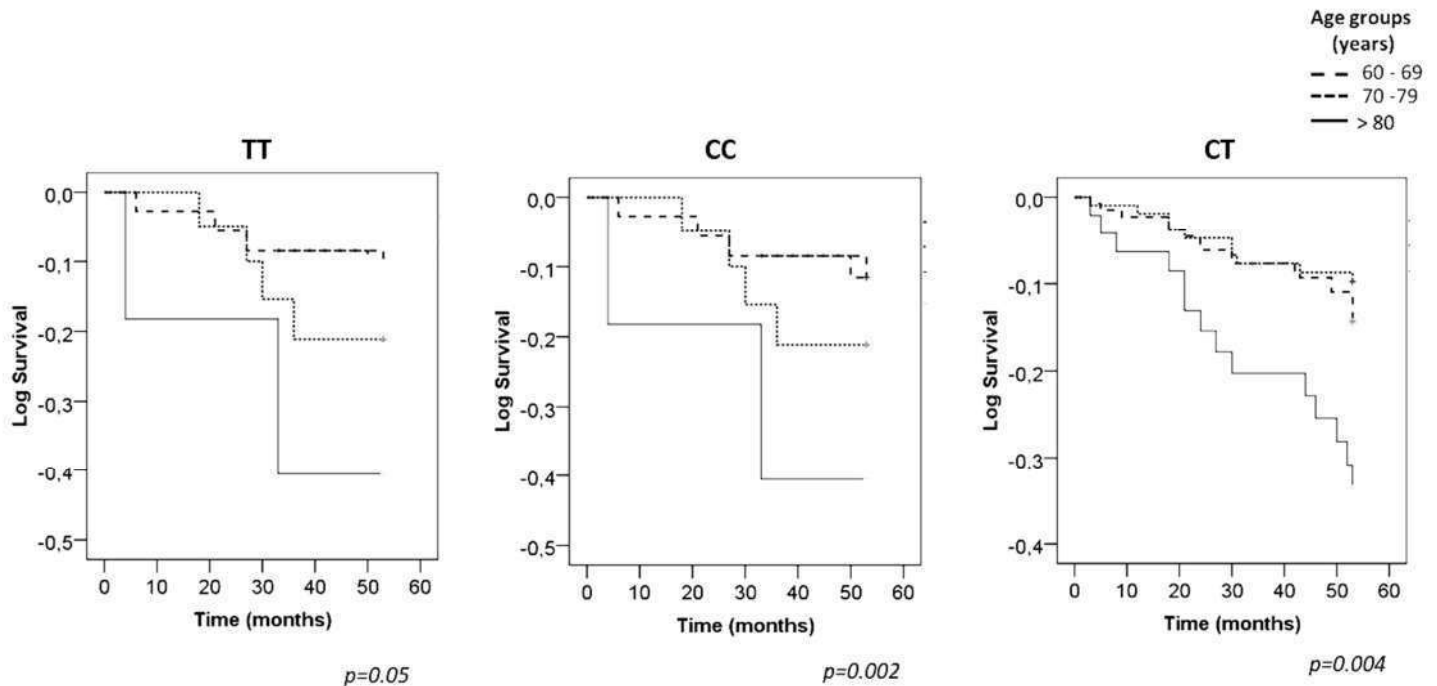 Age groups
(years)
60 - 69
70 -79
> 80
TT
0,0
-0,1
-0,2
-0,3
-0,4
-0,5
Log Survival
0 10 20 30 40 50 60
Time (months)
p=0.05
CC
0,0
-0,1
-0,2
-0,3
-0,4
-0,5
Log Survival
0 10 20 30 40 50 60
Time (months)
p=0.002
CT
0,0
-0,1
-0,2
-0,3
-0,4
Log Survival
0 10 20 30 40 50 60
Time (months)
p=0.004